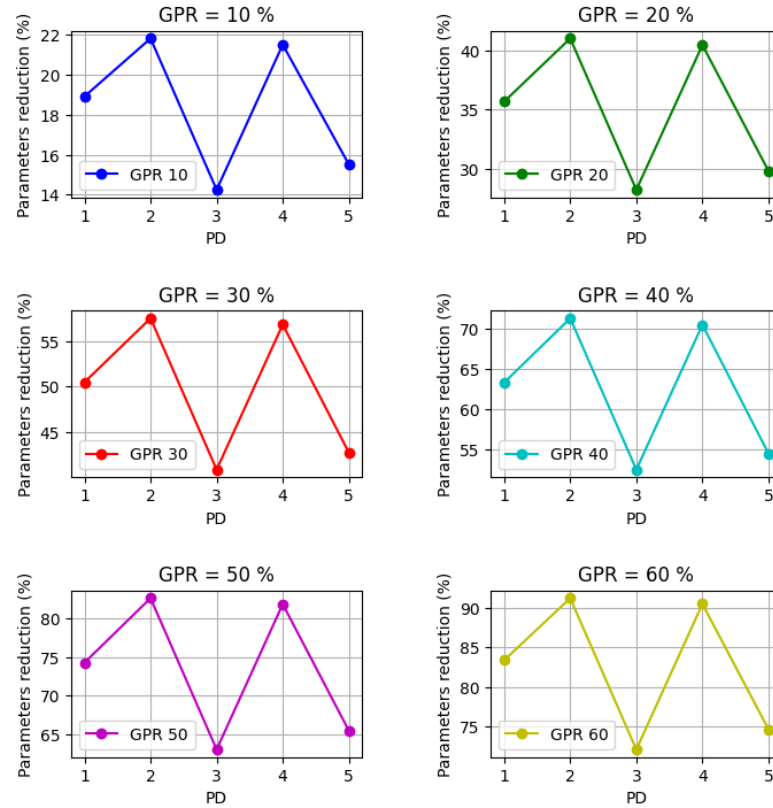 GPR = 10 %
Parameters reduction (%)
22
20
18
16
14
GPR 10
1 2 3 4 5
PD
GPR = 20 %
Parameters reduction (%)
40
35
30
GPR 20
1 2 3 4 5
PD
GPR = 30 %
Parameters reduction (%)
55
50
45
GPR 30
1 2 3 4 5
PD
GPR = 40 %
Parameters reduction (%)
70
65
60
55
GPR 40
1 2 3 4 5
PD
GPR = 50 %
Parameters reduction (%)
80
75
70
65
GPR 50
1 2 3 4 5
PD
GPR = 60 %
Parameters reduction (%)
90
85
80
75
GPR 60
1 2 3 4 5
PD